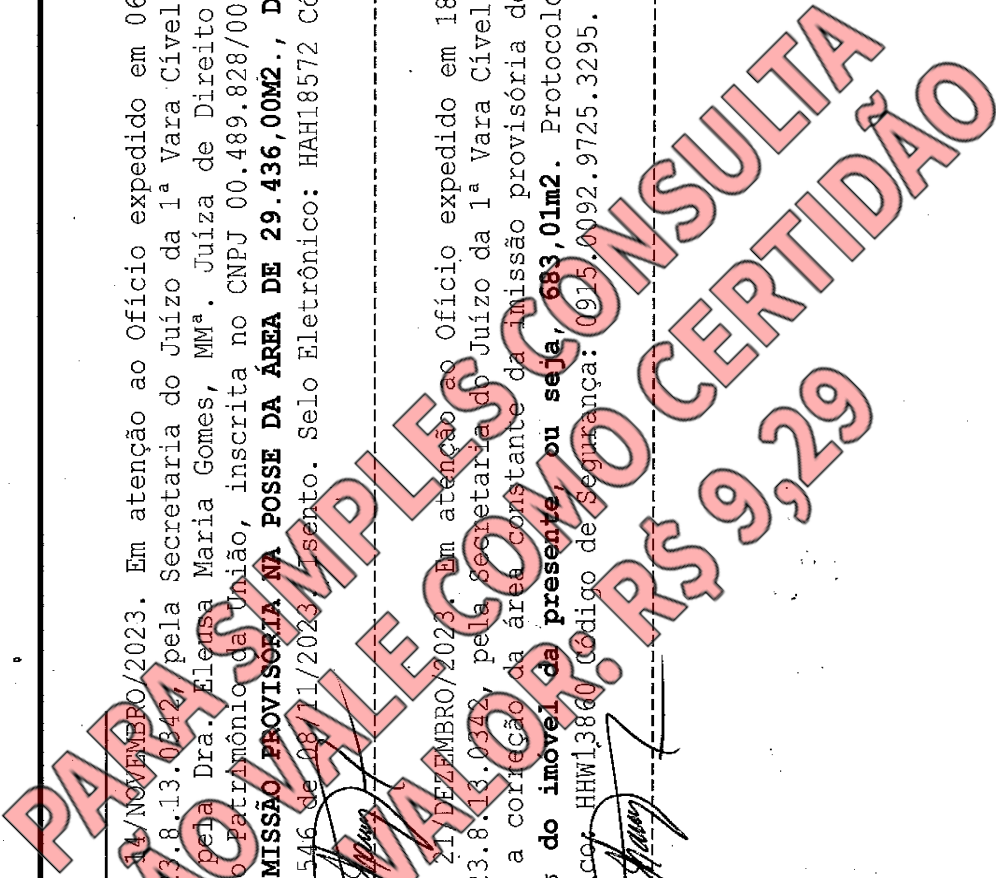 14/NOVEMBRO/2023. Em atenção ao Ofício expedido em 06
3.8.13.0342, pela Secretaria do Juízo da 1ª Vara Cível
pela Dra. Eleusa Maria Gomes, MMª. Juíza de Direito
o Patrimônio da União, inscrita no CNPJ 00.489.828/00
MISSÃO PROVISÓRIA NA POSSE DA ÁREA DE 29.436,00M2., D
546 de 08/11/2023. Isento. Selo Eletrônico: HAH18572 Có
21/DEZEMBRO/2023. Em atenção ao Ofício expedido em 18
3.8.13.0342, pela Secretaria do Juízo da 1ª Vara Cível
a correção da área constante da imissão provisória de
do imóvel da presente, ou seja, 683,01m2. Protocolo
HHW13860 Código de Segurança: 0915.0092.9725.3295.
PARA SIMPLES CONSULTA
ÃO VALE COMO CERTIDÃO
VALOR: R$ 9,29